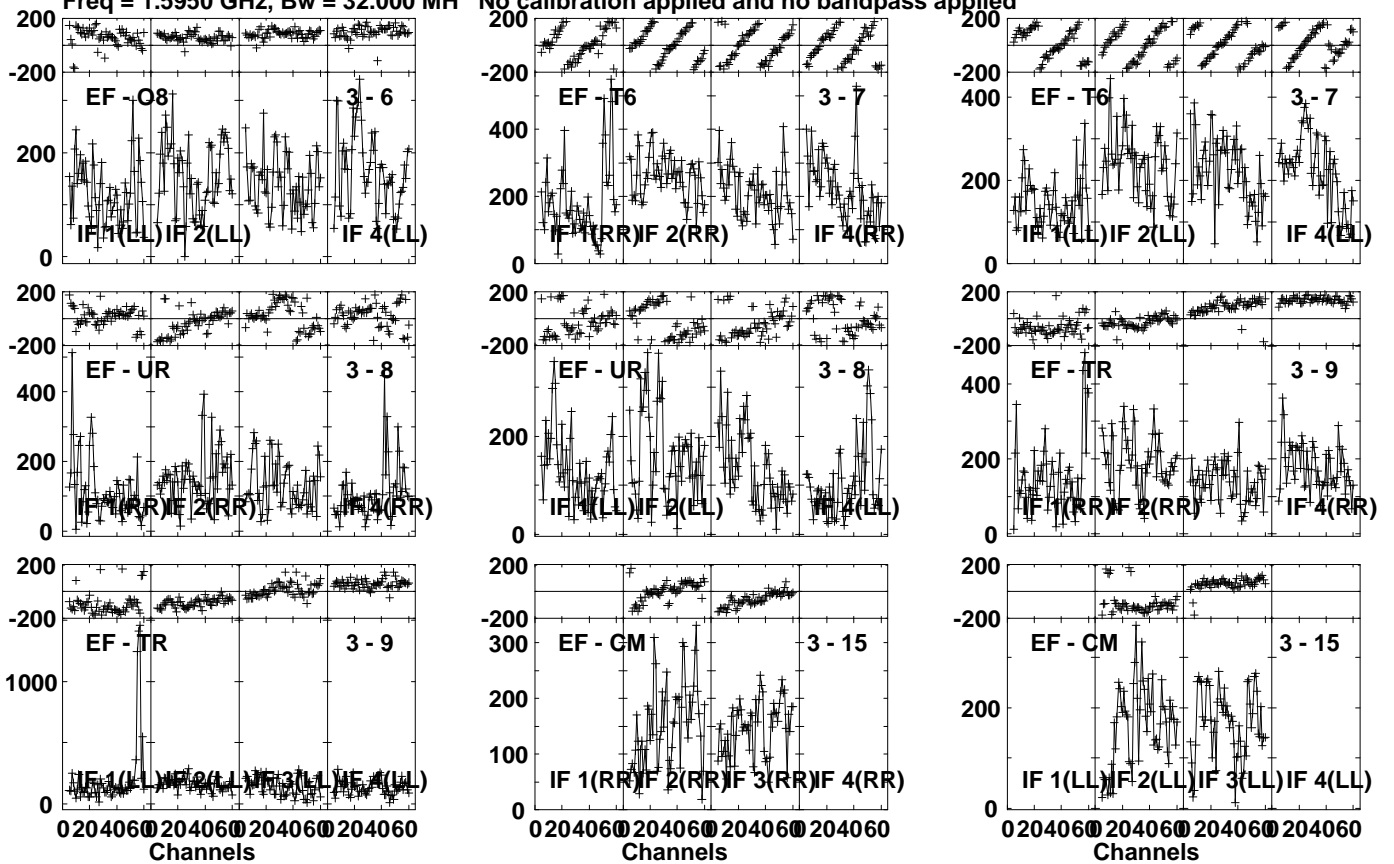 Freq = 1.5950 GHz, Bw = 32.000 MH No calibration applied and no bandpass applied
200 200 200
-200 -200 -200
EF - O8 3 - 6 EF - T6 3 - 7 EF - T6 3 - 7
400 400
200 200 200
IF 1(LL) IF 2(LL) IF 4(LL) IF 1(RR) IF 2(RR) IF 4(RR) IF 1(LL) IF 2(LL) IF 4(LL)
0 0 0
200 200 200
-200 -200 -200
EF - UR 3 - 8 EF - UR 3 - 8 EF - TR 3 - 9
400 400
200 200 200
IF 1(RR) IF 2(RR) IF 4(RR) IF 1(LL) IF 2(LL) IF 4(LL) IF 1(RR) IF 2(RR) IF 4(RR)
0 0 0
200 200 200
-200 -200 -200
EF - TR 3 - 9 EF - CM 3 - 15 EF - CM 3 - 15
300
1000
200 200
100
IF 1(LL) IF 2(LL) IF 3(LL) IF 4(LL) IF 1(RR) IF 2(RR) IF 3(RR) IF 4(RR) IF 1(LL) IF 2(LL) IF 3(LL) IF 4(LL)
0 0 0
0 20 40 60 0 20 40 60 0 20 40 60 0 20 40 60 0 20 40 60 0 20 40 60 0 20 40 60 0 20 40 60 0 20 40 60 0 20 40 60 0 20 40 60 0 20 40 60
Channels Channels Channels